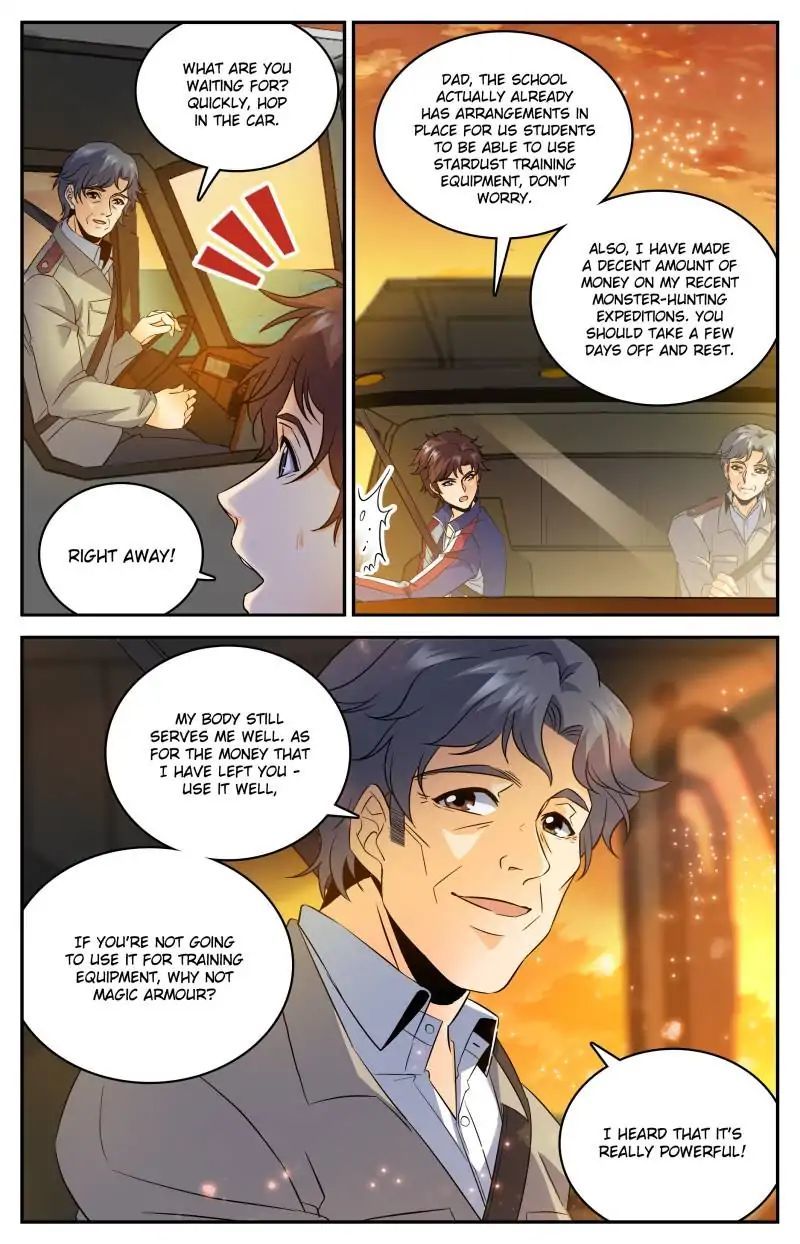 WHAT ARE YOU
WAITING FOR?
QUICKLY, HOP
IN THE CAR.
RIGHT AWAY!
DAD, THE SCHOOL
ACTUALLY ALREADY
HAS ARRANGEMENTS IN
PLACE FOR US STUDENTS
TO BE ABLE TO USE
STARDUST TRAINING
EQUIPMENT, DON'T
WORRY.
ALSO, I HAVE MADE
A DECENT AMOUNT OF
MONEY ON MY RECENT
MONSTER-HUNTING
EXPEDITIONS. YOU
SHOULD TAKE A FEW
DAYS OFF AND REST.
MY BODY STILL
SERVES ME WELL. AS
FOR THE MONEY THAT
I HAVE LEFT YOU -
USE IT WELL,
IF YOU'RE NOT GOING
TO USE IT FOR TRAINING
EQUIPMENT, WHY NOT
MAGIC ARMOUR?
I HEARD THAT IT'S
REALLY POWERFUL!